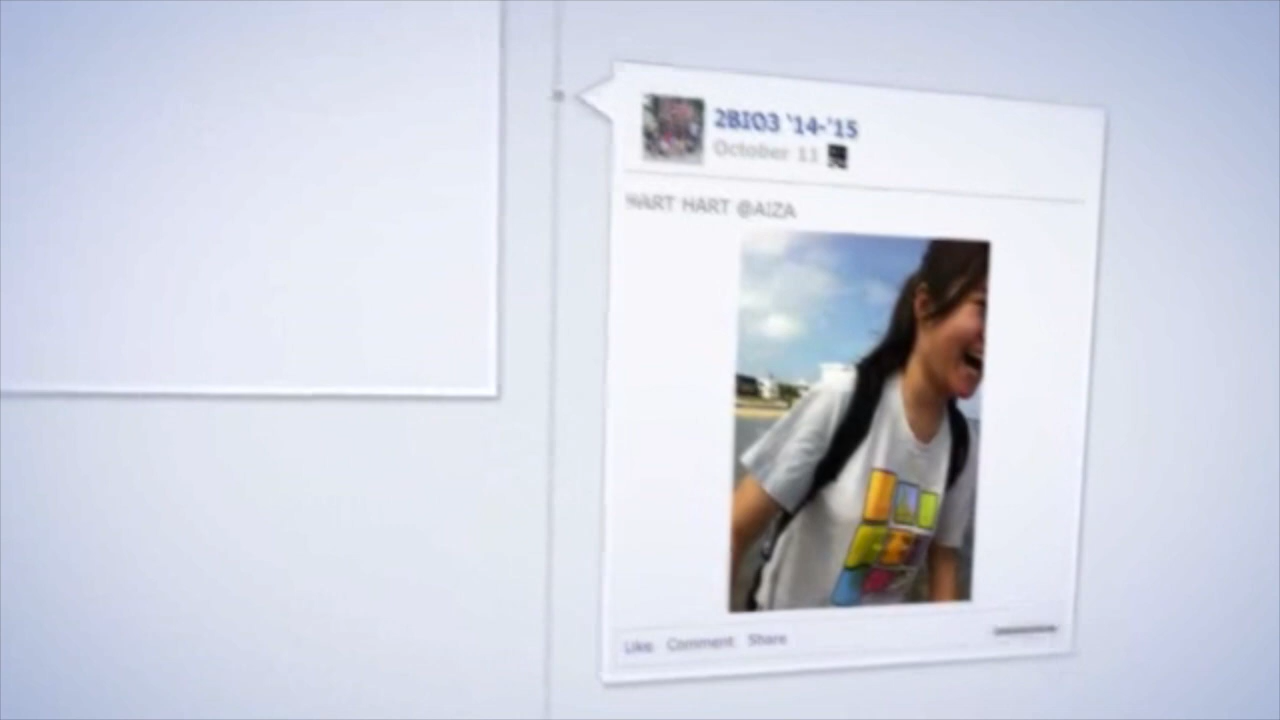 2BIO3 '14-'15
October 11
HART HART @AIZA
Like Comment Share